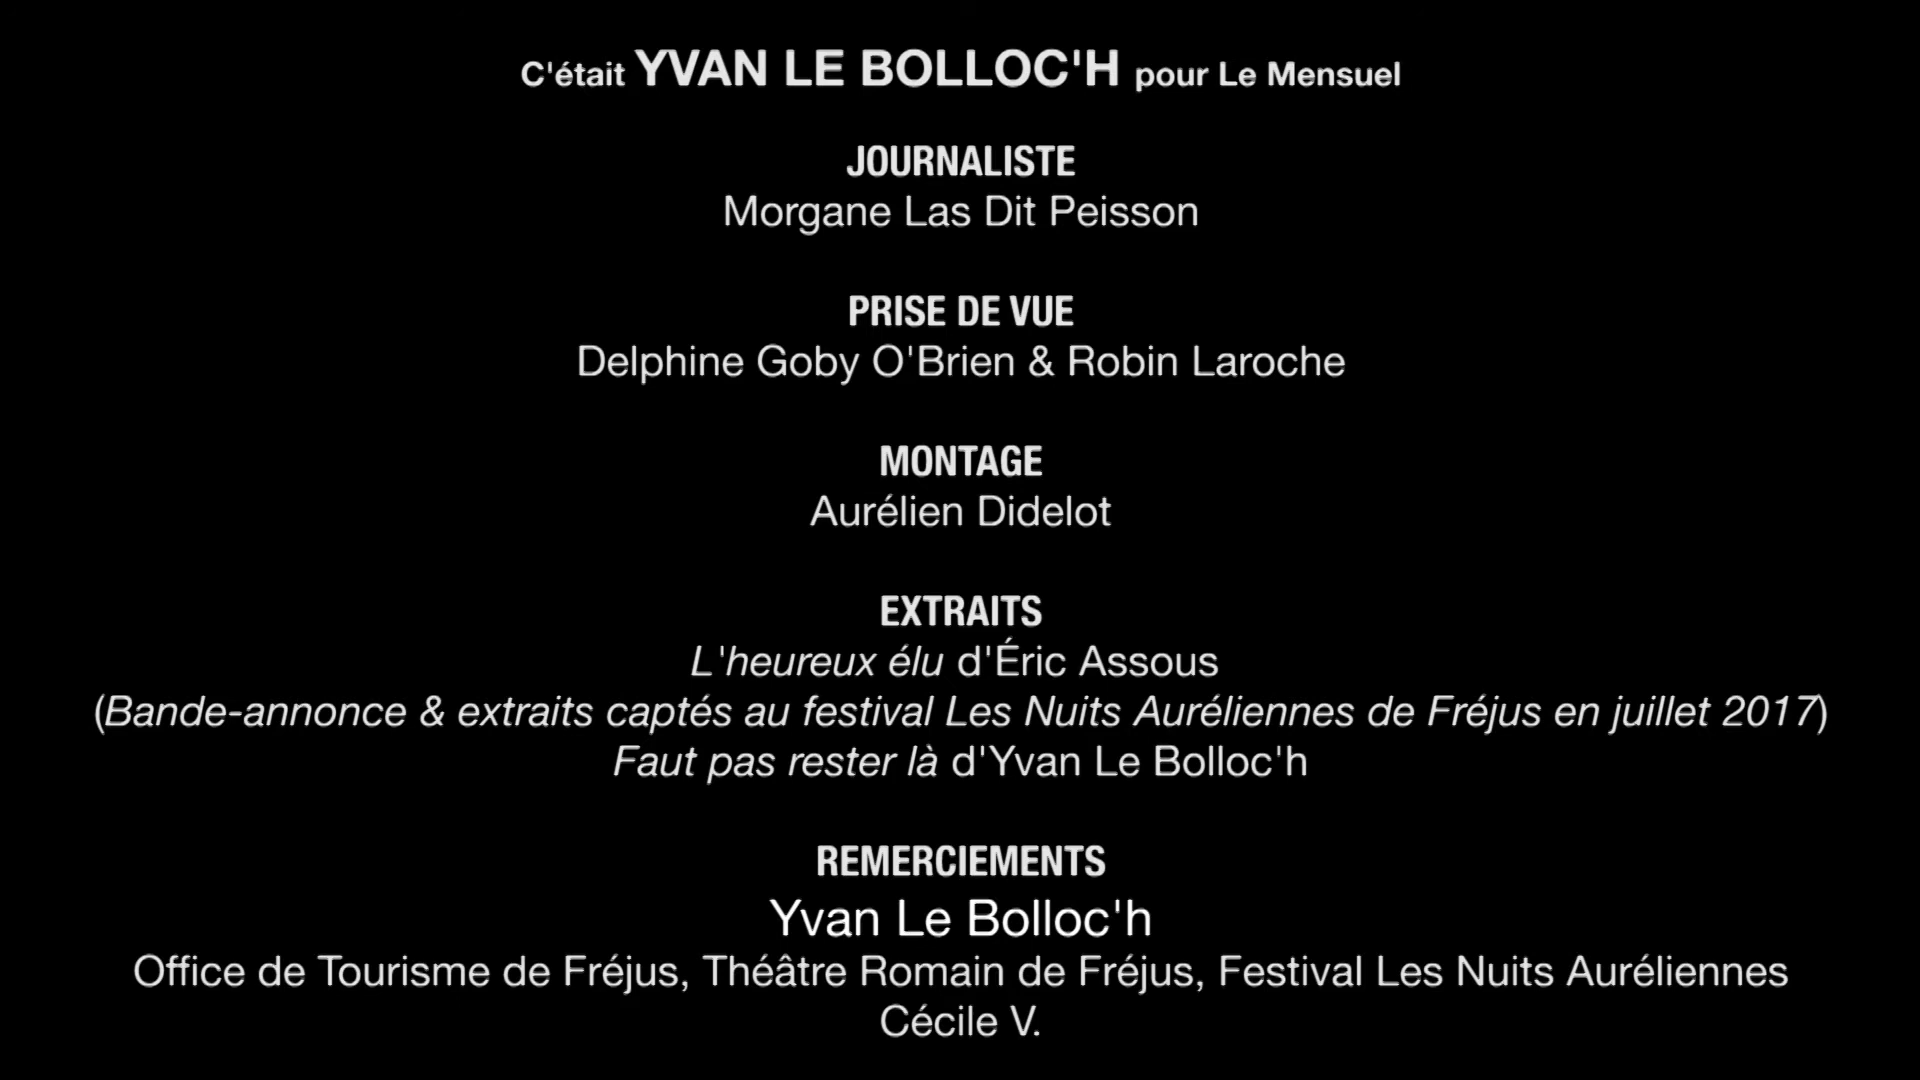 C'était YVAN LE BOLLOC'H pour Le Mensuel
JOURNALISTE
Morgane Las Dit Peisson
PRISE DE VUE
Delphine Goby O'Brien & Robin Laroche
MONTAGE
Aurélien Didelot
EXTRAITS
L'heureux élu d'Éric Assous
(Bande-annonce & extraits captés au festival Les Nuits Auréliennes de Fréjus en juillet 2017)
Faut pas rester là d'Yvan Le Bolloc'h
REMERCIEMENTS
Yvan Le Bolloc'h
Office de Tourisme de Fréjus, Théâtre Romain de Fréjus, Festival Les Nuits Auréliennes
Cécile V.